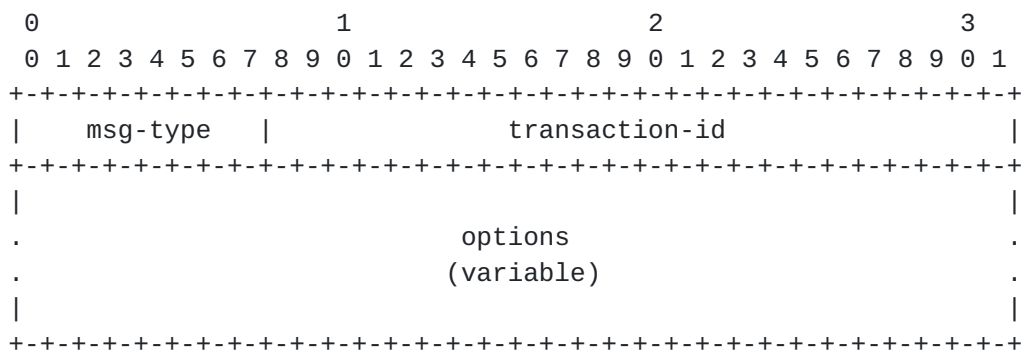 0                   1                   2                   3
 0 1 2 3 4 5 6 7 8 9 0 1 2 3 4 5 6 7 8 9 0 1 2 3 4 5 6 7 8 9 0 1
+-+-+-+-+-+-+-+-+-+-+-+-+-+-+-+-+-+-+-+-+-+-+-+-+-+-+-+-+-+-+-+-+
|    msg-type   |               transaction-id                  |
+-+-+-+-+-+-+-+-+-+-+-+-+-+-+-+-+-+-+-+-+-+-+-+-+-+-+-+-+-+-+-+-+
|                                                               |
.                            options                            .
.                           (variable)                          .
|                                                               |
+-+-+-+-+-+-+-+-+-+-+-+-+-+-+-+-+-+-+-+-+-+-+-+-+-+-+-+-+-+-+-+-+